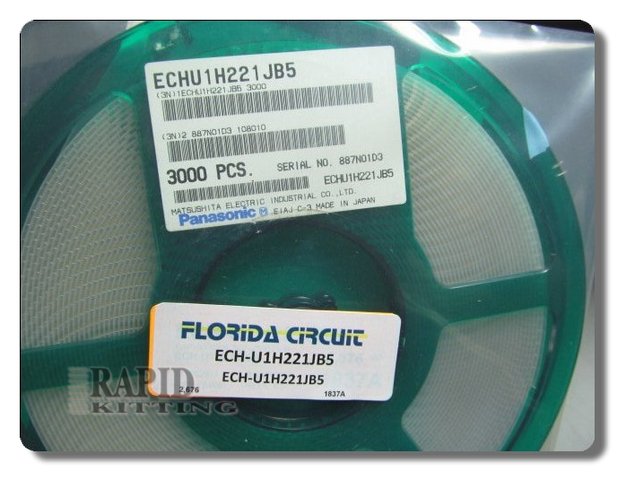 ECHU1H221JB5
(3N)1ECHU1H221JB5 3000
(3N)2 887N01D3 108010
3000 PCS. SERIAL NO. 887N01D3
ECHU1H221JB5
MATSUSHITA ELECTRIC INDUSTRIAL CO.,LTD.
Panasonic EIAJ C-3 MADE IN JAPAN
FLORIDA CIRCUIT
ECH-U1H221JB5
ECH-U1H221JB5
2,676 1837A
RAPID
KITTING